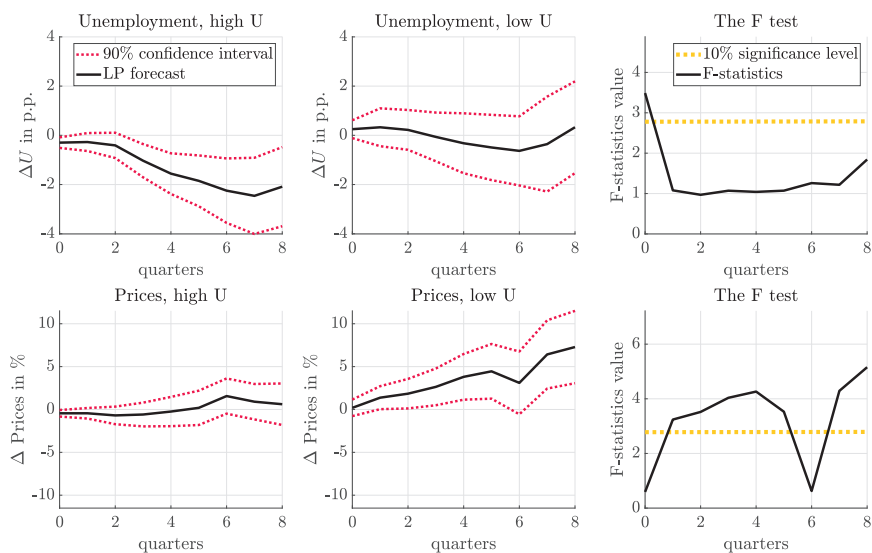 Unemployment, high U
90% confidence interval
LP forecast
ΔU in p.p.
4
2
0
-2
-4
0 2 4 6 8
quarters
Unemployment, low U
ΔU in p.p.
4
2
0
-2
-4
0 2 4 6 8
quarters
The F test
10% significance level
F-statistics
F-statistics value
4
3
2
1
0
0 2 4 6 8
quarters
Prices, high U
Δ Prices in %
10
5
0
-5
-10
0 2 4 6 8
quarters
Prices, low U
Δ Prices in %
10
5
0
-5
-10
0 2 4 6 8
quarters
The F test
F-statistics value
6
4
2
0
0 2 4 6 8
quarters